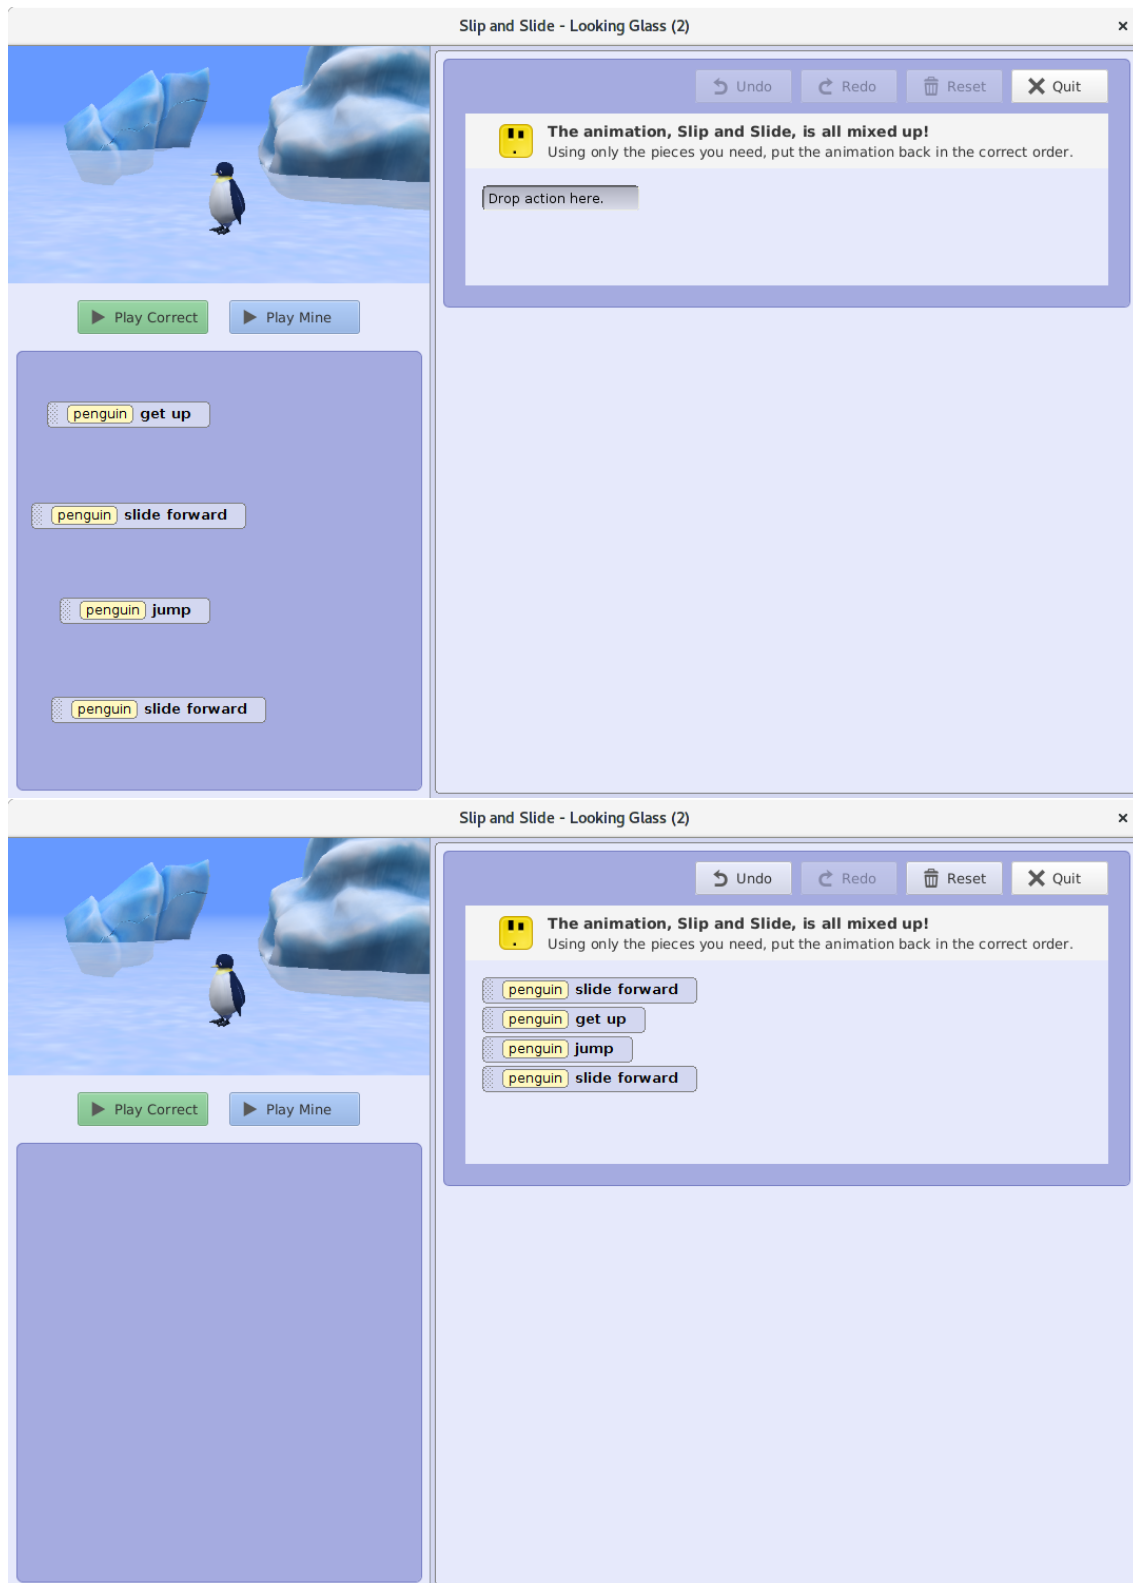 Slip and Slide - Looking Glass (2)
Undo Redo Reset Quit
The animation, Slip and Slide, is all mixed up!
Using only the pieces you need, put the animation back in the correct order.
Drop action here.
Play Correct Play Mine
penguin get up
penguin slide forward
penguin jump
penguin slide forward
Slip and Slide - Looking Glass (2)
Undo Redo Reset Quit
The animation, Slip and Slide, is all mixed up!
Using only the pieces you need, put the animation back in the correct order.
penguin slide forward
penguin get up
penguin jump
penguin slide forward
Play Correct Play Mine